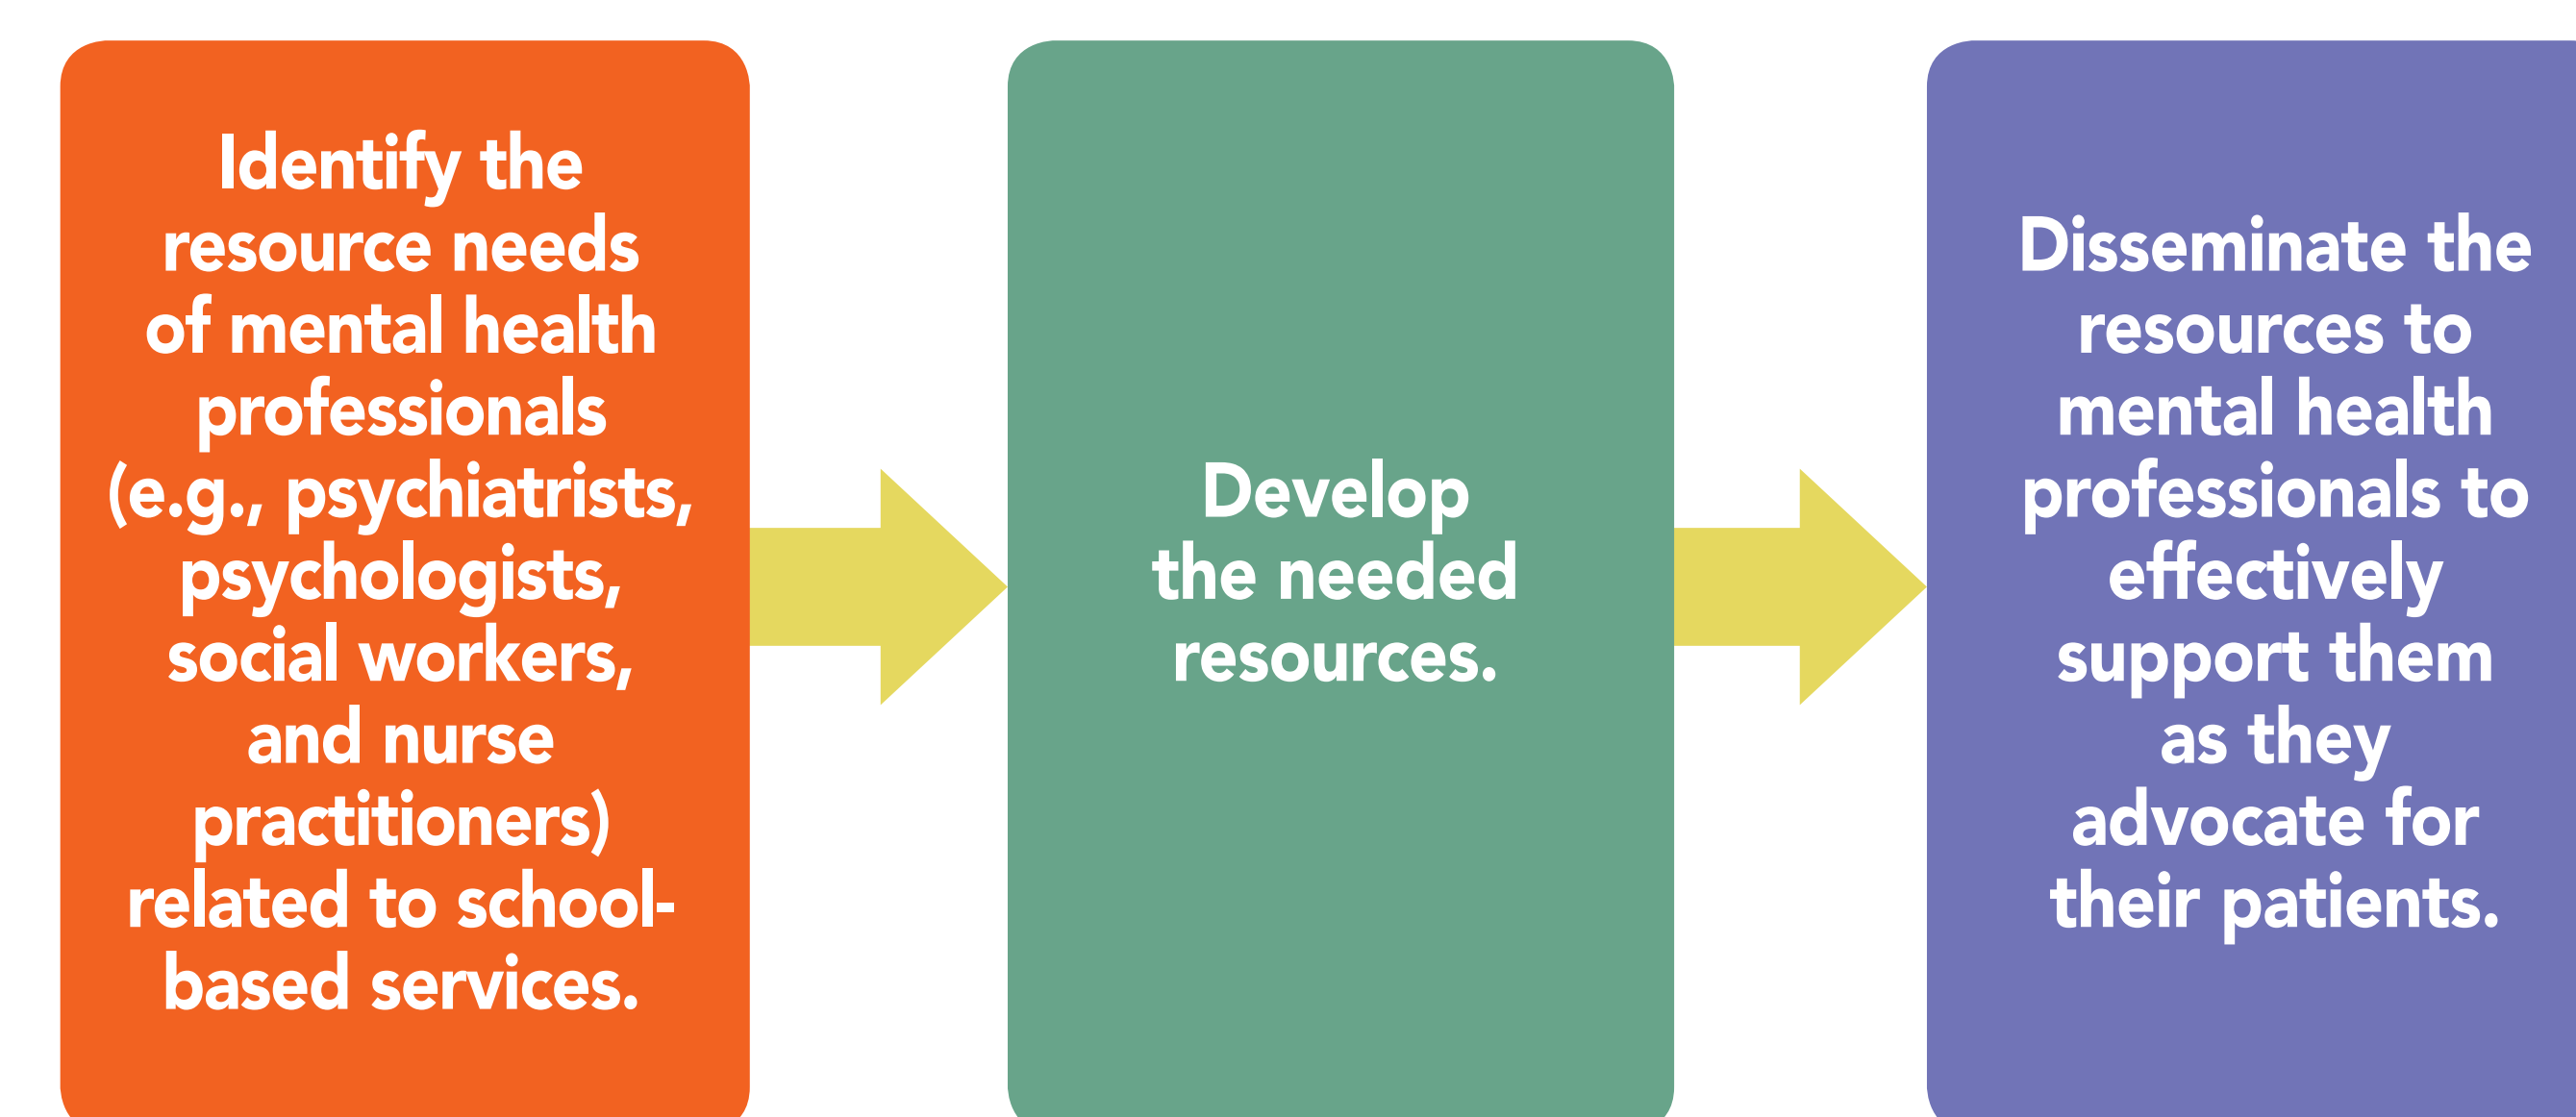 Identify the
resource needs
of mental health
professionals
(e.g., psychiatrists,
psychologists,
social workers,
and nurse
practitioners)
related to school-
based services.
Develop
the needed
resources.
Disseminate the
resources to
mental health
professionals to
effectively
support them
as they
advocate for
their patients.